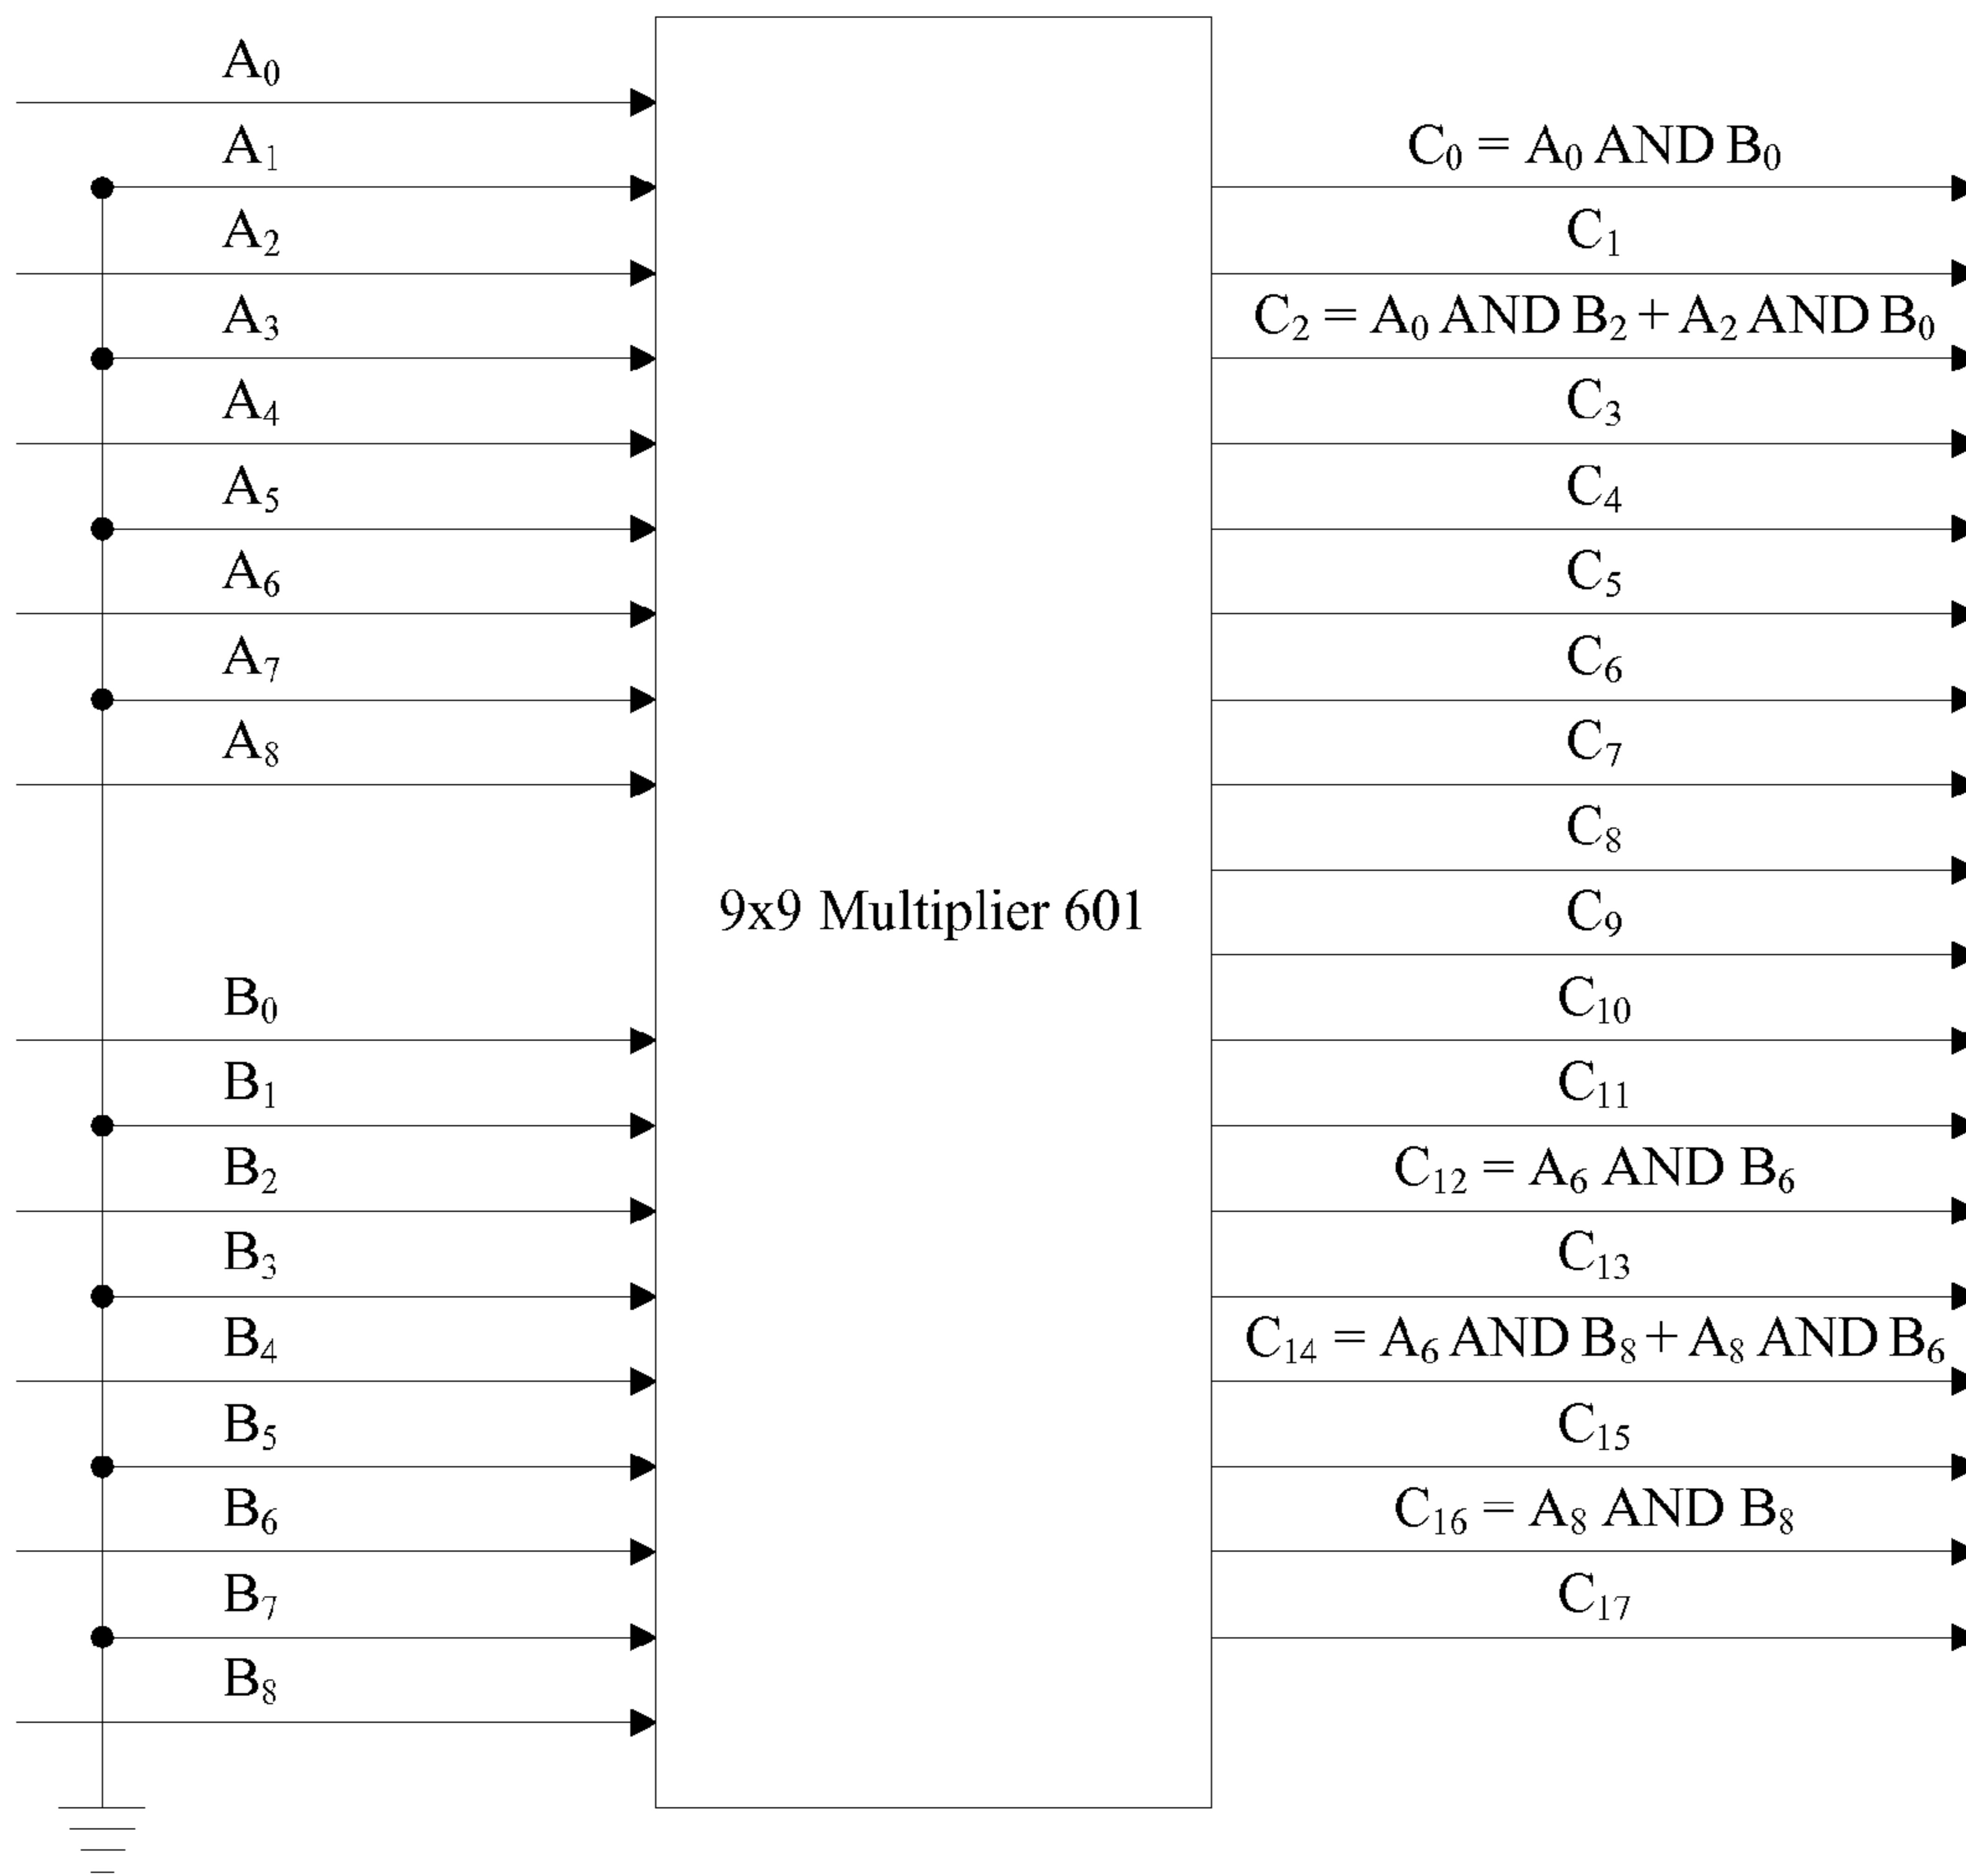 A₀
A₁
A₂
A₃
A₄
A₅
A₆
A₇
A₈
B₀
B₁
B₂
B₃
B₄
B₅
B₆
B₇
B₈
9x9 Multiplier 601
C₀ = A₀ AND B₀
C₁
C₂ = A₀ AND B₂ + A₂ AND B₀
C₃
C₄
C₅
C₆
C₇
C₈
C₉
C₁₀
C₁₁
C₁₂ = A₆ AND B₆
C₁₃
C₁₄ = A₆ AND B₈ + A₈ AND B₆
C₁₅
C₁₆ = A₈ AND B₈
C₁₇